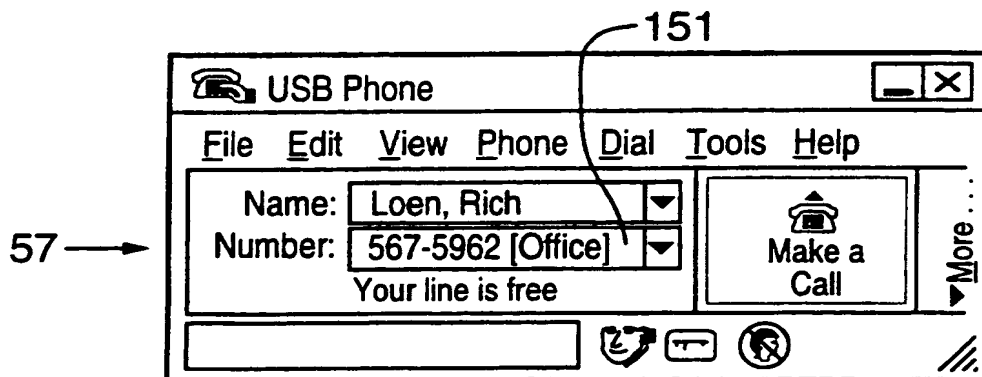 151
USB Phone
File Edit View Phone Dial Tools Help
Name: Loen, Rich
Number: 567-5962 [Office]
Your line is free
Make a
Call
More...
57